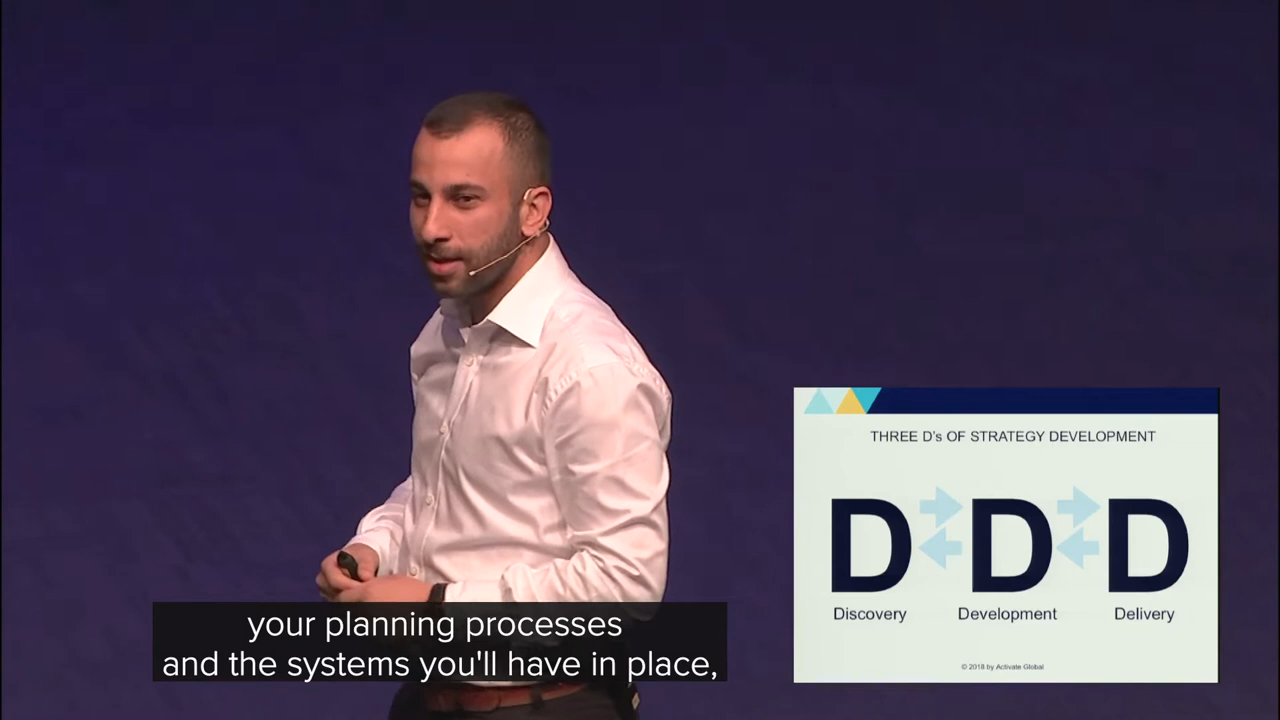 THREE D's OF STRATEGY DEVELOPMENT
D D D
Discovery Development Delivery
© 2018 by Activate Global
your planning processes
and the systems you'll have in place,